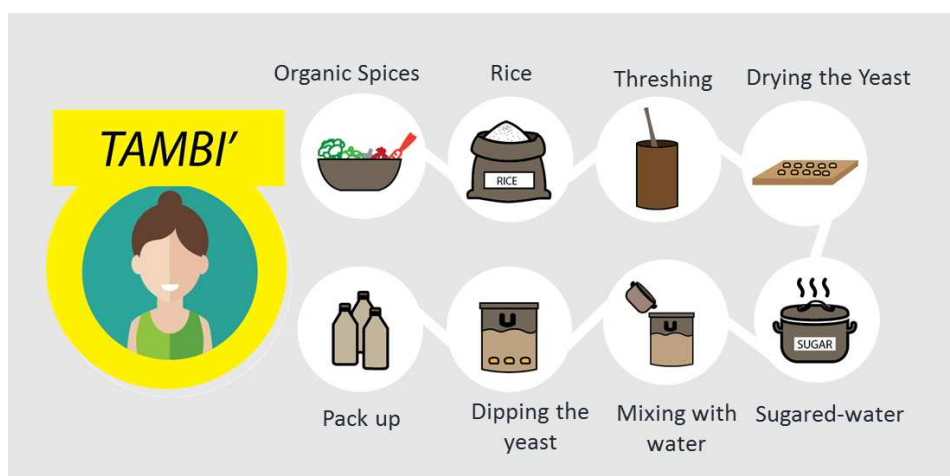 TAMBI’
Organic Spices
Rice
Threshing
Drying the Yeast
RICE
SUGAR
Pack up
Dipping the
yeast
Mixing with
water
Sugared-water